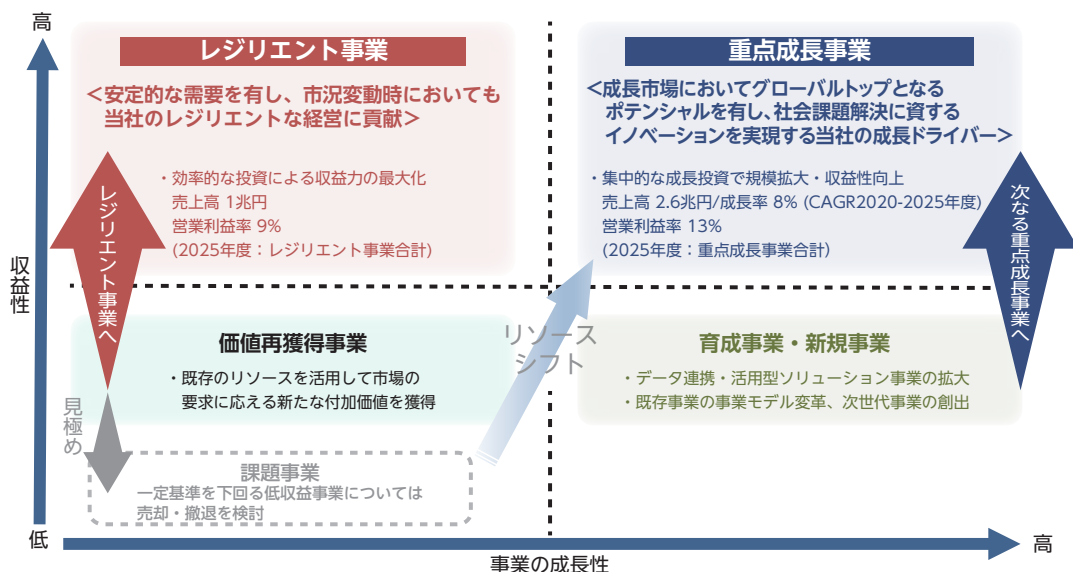 高
収益性
低
レジリエント事業
<安定的な需要を有し、市況変動時においても
当社のレジリエントな経営に貢献>
・効率的な投資による収益力の最大化
売上高 1兆円
営業利益率 9%
(2025年度：レジリエント事業合計)
レジリエント事業へ
重点成長事業
<成長市場においてグローバルトップとなる
ポテンシャルを有し、社会課題解決に資する
イノベーションを実現する当社の成長ドライバー>
・集中的な成長投資で規模拡大・収益性向上
売上高 2.6兆円/成長率 8% (CAGR2020-2025年度)
営業利益率 13%
(2025年度：重点成長事業合計)
次なる重点成長事業へ
価値再獲得事業
・既存のリソースを活用して市場の
要求に応える新たな付加価値を獲得
リソース
シフト
育成事業・新規事業
・データ連携・活用型ソリューション事業の拡大
・既存事業の事業モデル変革、次世代事業の創出
見極め
課題事業
一定基準を下回る低収益事業については
売却・撤退を検討
事業の成長性
高